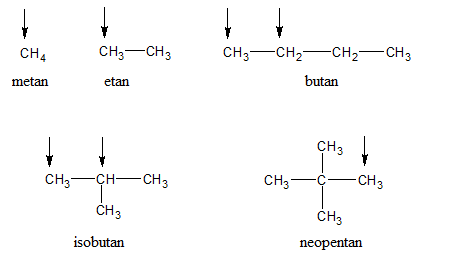 CH4 CH3—CH3 CH3—CH2—CH2—CH3
metan etan butan
CH3
CH3—CH—CH3 CH3—C—CH3
CH3 CH3
isobutan neopentan